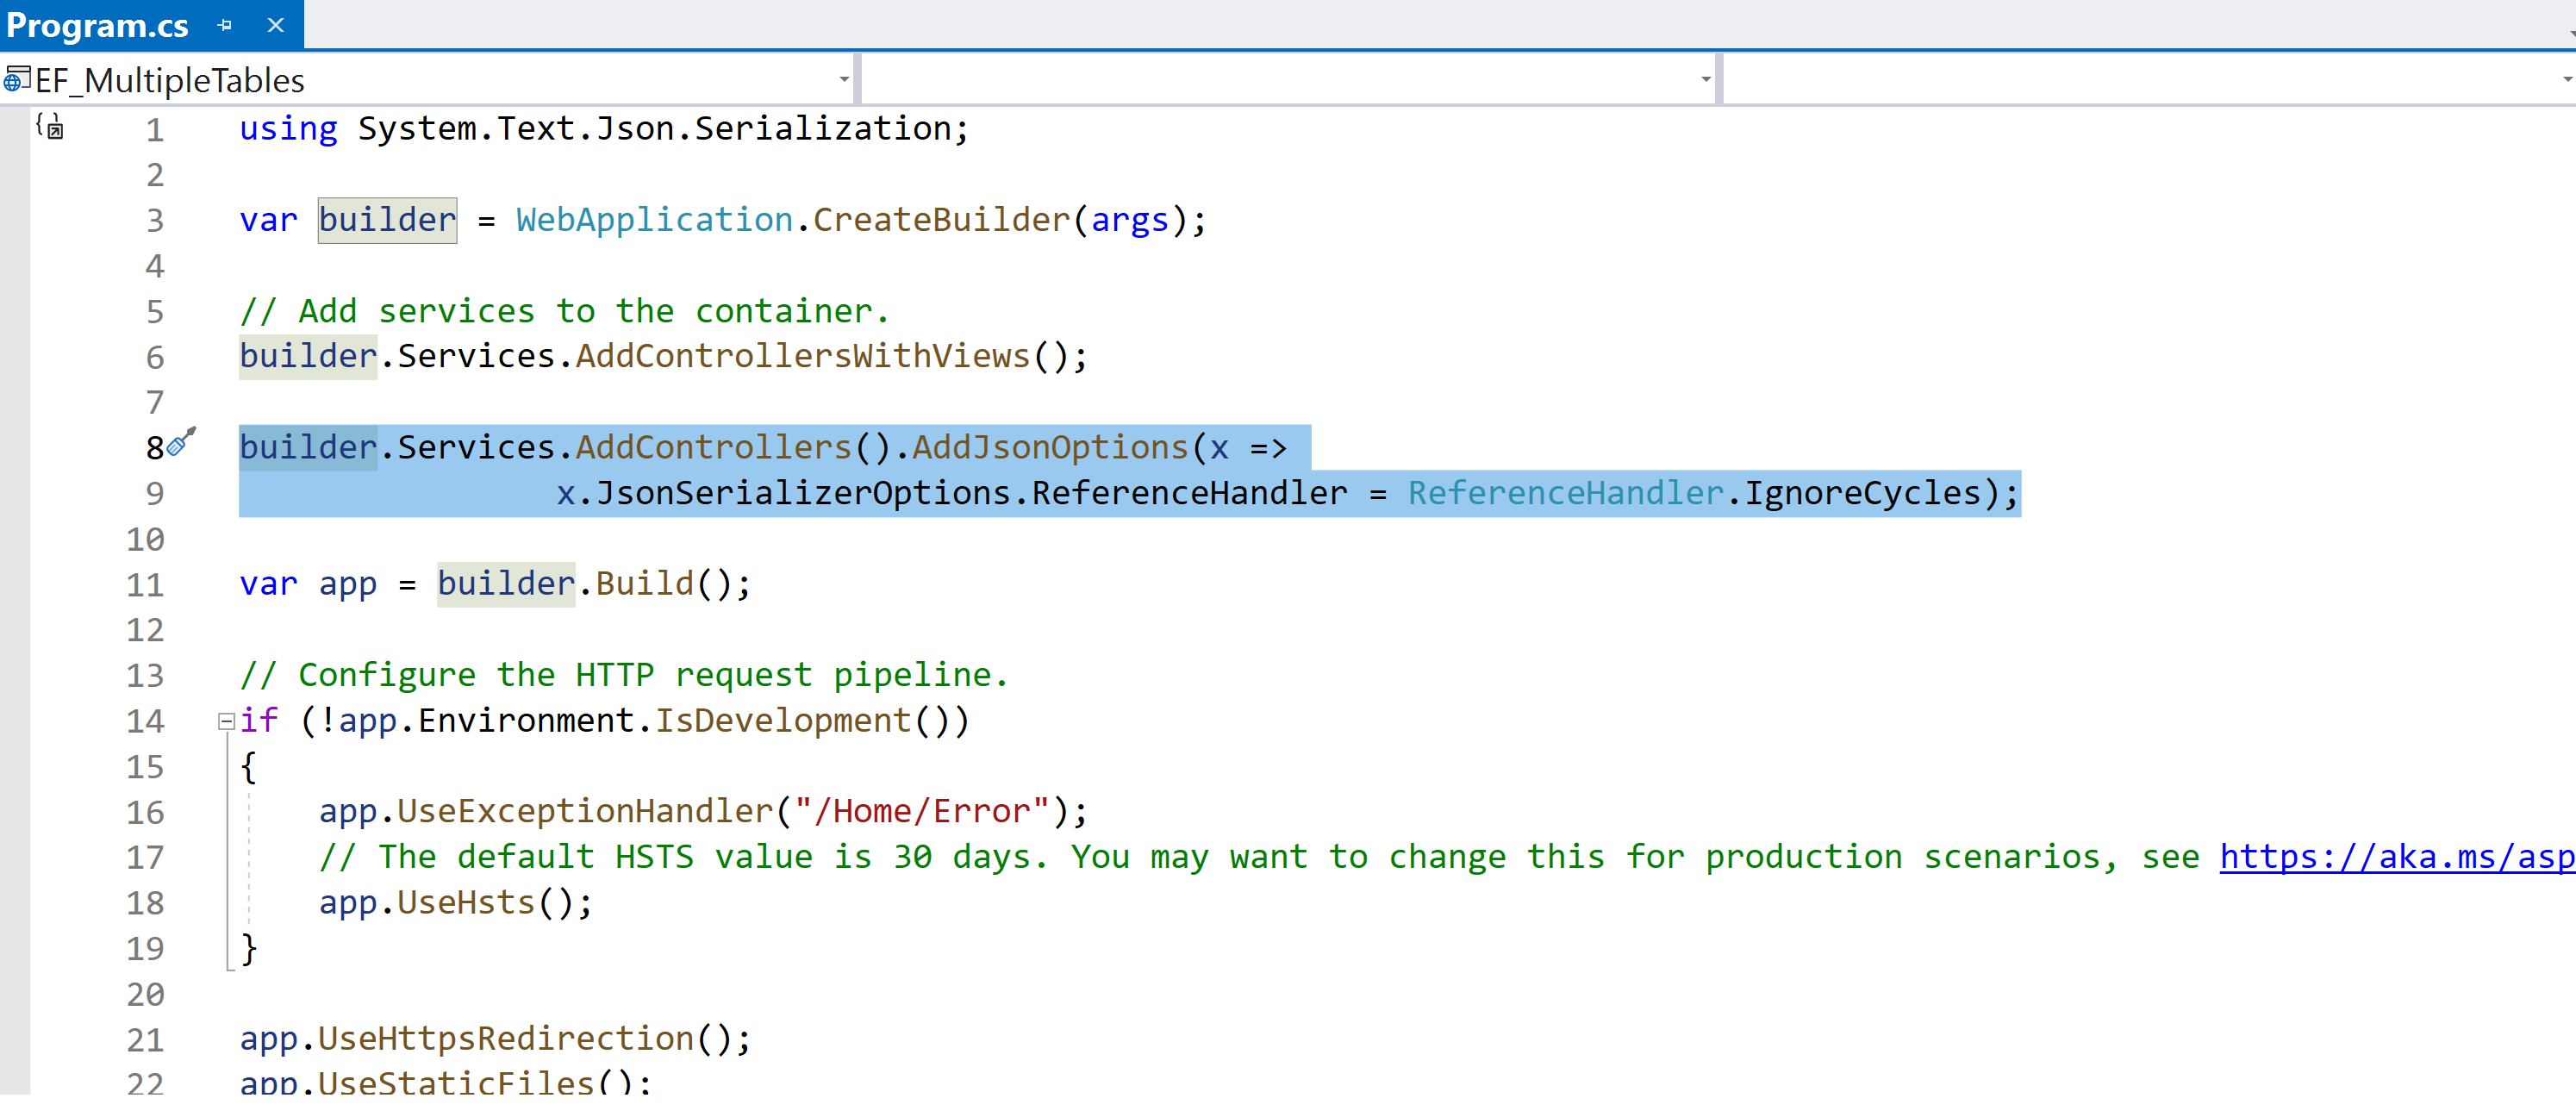 Program.cs
EF_MultipleTables
1 using System.Text.Json.Serialization;
2
3 var builder = WebApplication.CreateBuilder(args);
4
5 // Add services to the container.
6 builder.Services.AddControllersWithViews();
7
8 builder.Services.AddControllers().AddJsonOptions(x =>
9 x.JsonSerializerOptions.ReferenceHandler = ReferenceHandler.IgnoreCycles);
10
11 var app = builder.Build();
12
13 // Configure the HTTP request pipeline.
14 if (!app.Environment.IsDevelopment())
15 {
16 app.UseExceptionHandler("/Home/Error");
17 // The default HSTS value is 30 days. You may want to change this for production scenarios, see https://aka.ms/asp
18 app.UseHsts();
19 }
20
21 app.UseHttpsRedirection();
22 app.UseStaticFiles();